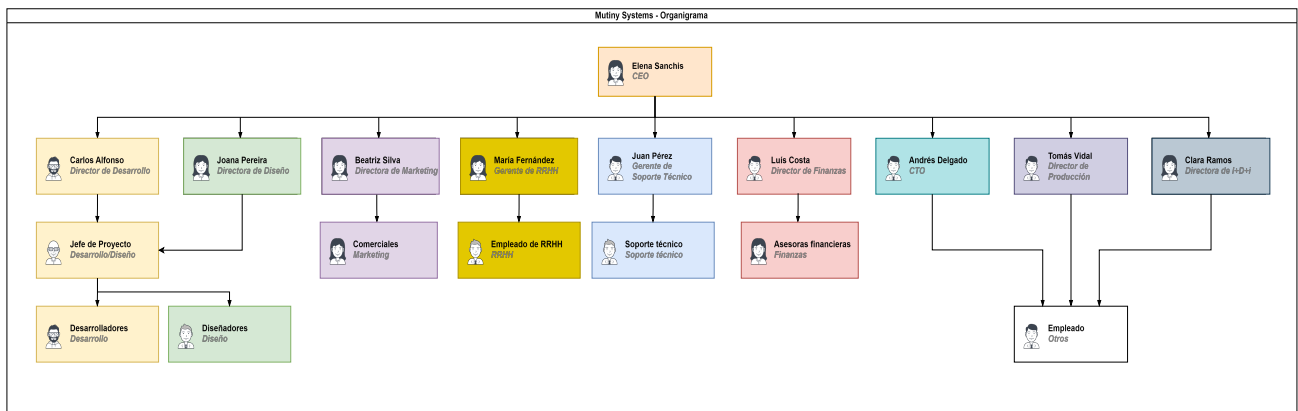 Mutiny Systems - Organigrama
Elena Sanchis
CEO
Carlos Alfonso
Director de Desarrollo
Joana Pereira
Directora de Diseño
Beatriz Silva
Directora de Marketing
María Fernández
Gerente de RRHH
Juan Pérez
Gerente de
Soporte Técnico
Luis Costa
Director de Finanzas
Andrés Delgado
CTO
Tomás Vidal
Director de
Producción
Clara Ramos
Directora de I+D+i
Jefe de Proyecto
Desarrollo/Diseño
Comerciales
Marketing
Empleado de RRHH
RRHH
Soporte técnico
Soporte técnico
Asesoras financieras
Finanzas
Desarrolladores
Desarrollo
Diseñadores
Diseño
Empleado
Otros